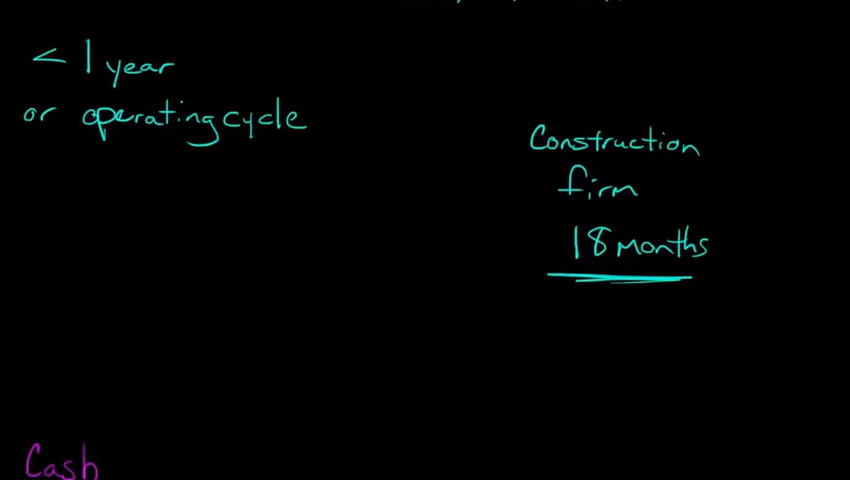 < 1 year
or operating cycle
Construction
firm
18 months
Cash